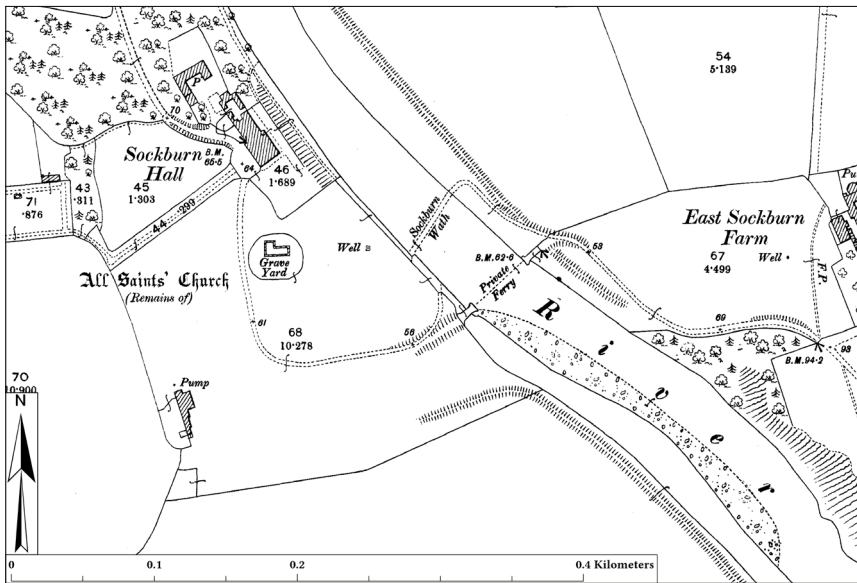 54
5·139
70
P
Sockburn
Hall
B.M.
65·5
64
46
1·689
43
·311
45
1·303
71
·876
44
·299
Sockburn
Wath
Well
Grave
Yard
All Saints' Church
(Remains of)
B.M.62·6
Private
Ferry
53
East Sockburn
Farm
67
4·499
Well
F.P.
River
61
68
10·278
56
69
B.M.94·2
93
70
10·900
Pump
N
0
0.1
0.2
0.4 Kilometers